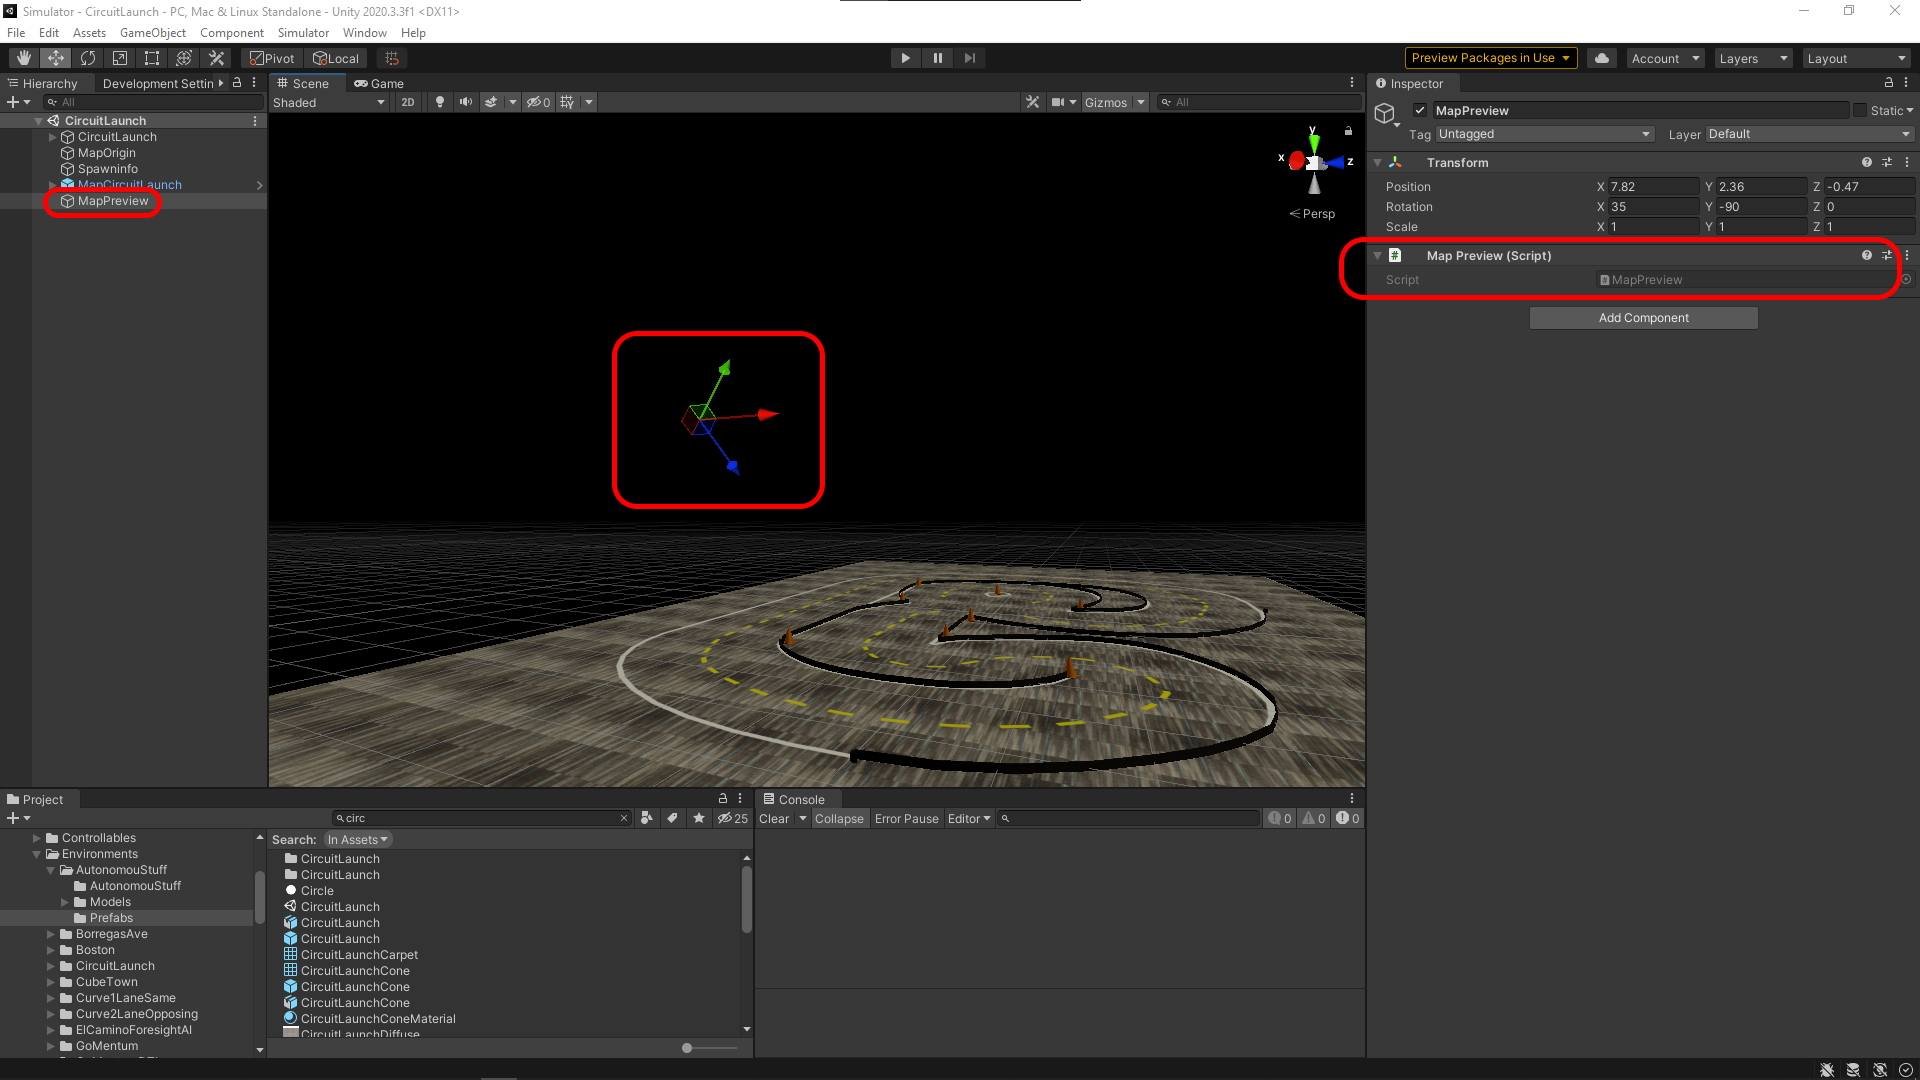 Simulator - CircuitLaunch - PC, Mac & Linux Standalone - Unity 2020.3.3f1 <DX11>
File Edit Assets GameObject Component Simulator Window Help
Pivot Local Preview Packages in Use Account Layers Layout
Hierarchy Development Settin
All
CircuitLaunch
CircuitLaunch
MapOrigin
Spawninfo
MapCircuitLaunch
MapPreview
Scene Game
Shaded 2D 0 Gizmos All
y
x z
Persp
Inspector
MapPreview Static
Tag Untagged Layer Default
Transform
Position X 7.82 Y 2.36 Z -0.47
Rotation X 35 Y -90 Z 0
Scale X 1 Y 1 Z 1
# Map Preview (Script)
Script MapPreview
Add Component
Project
circ 25
Controllables
Environments
AutonomouStuff
AutonomouStuff
Models
Prefabs
BorregasAve
Boston
CircuitLaunch
CubeTown
Curve1LaneSame
Curve2LaneOpposing
ElCaminoForesightAI
GoMentum
Search: In Assets
CircuitLaunch
CircuitLaunch
Circle
CircuitLaunch
CircuitLaunch
CircuitLaunch
CircuitLaunchCarpet
CircuitLaunchCone
CircuitLaunchCone
CircuitLaunchCone
CircuitLaunchConeMaterial
CircuitLaunchDiffuse
Console
Clear Collapse Error Pause Editor 0 0 0